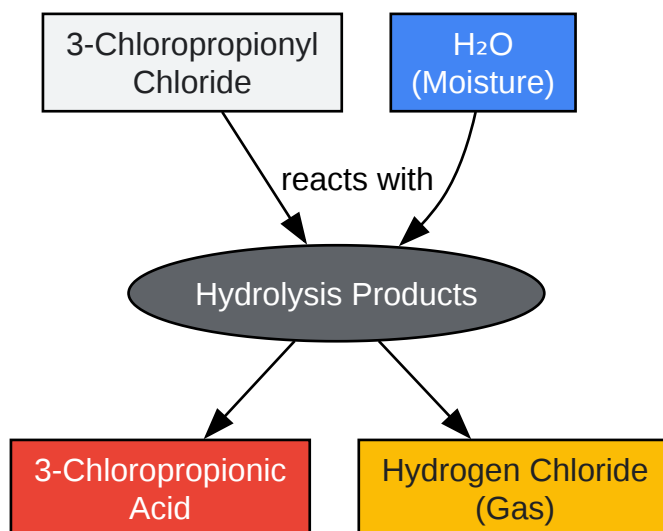 3-Chloropropionyl
Chloride
H₂O
(Moisture)
reacts with
Hydrolysis Products
3-Chloropropionic
Acid
Hydrogen Chloride
(Gas)